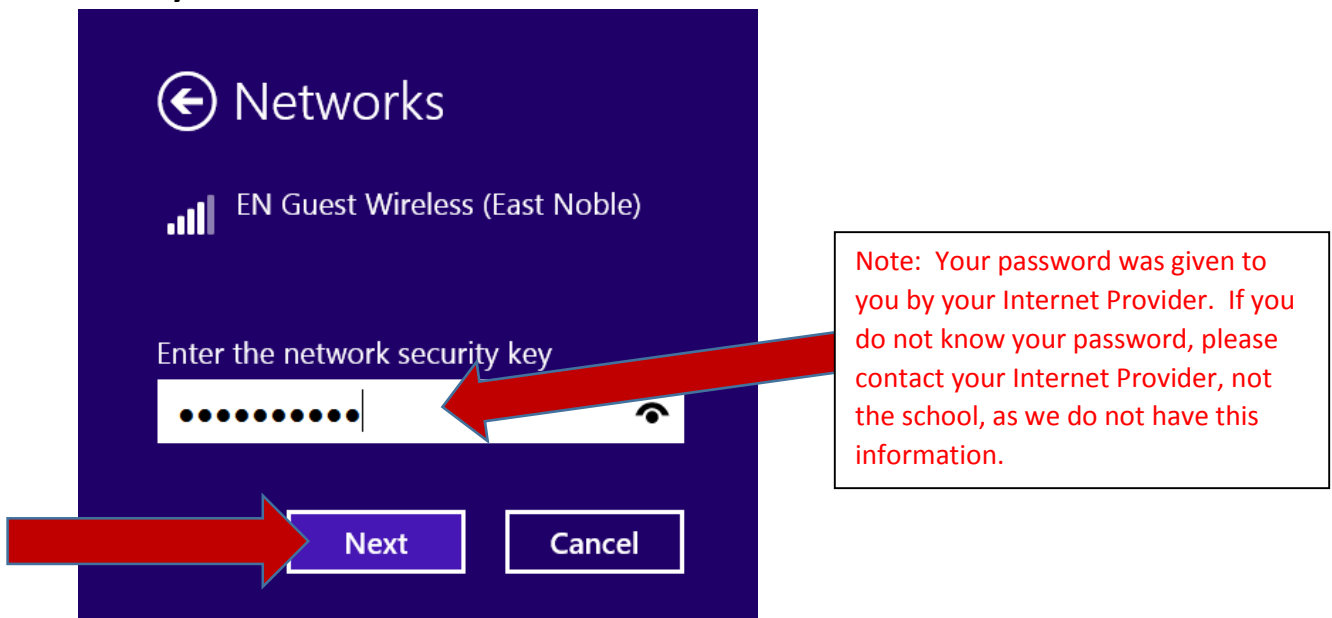 Networks
EN Guest Wireless (East Noble)
Enter the network security key
Next
Cancel
Note: Your password was given to
you by your Internet Provider. If you
do not know your password, please
contact your Internet Provider, not
the school, as we do not have this
information.